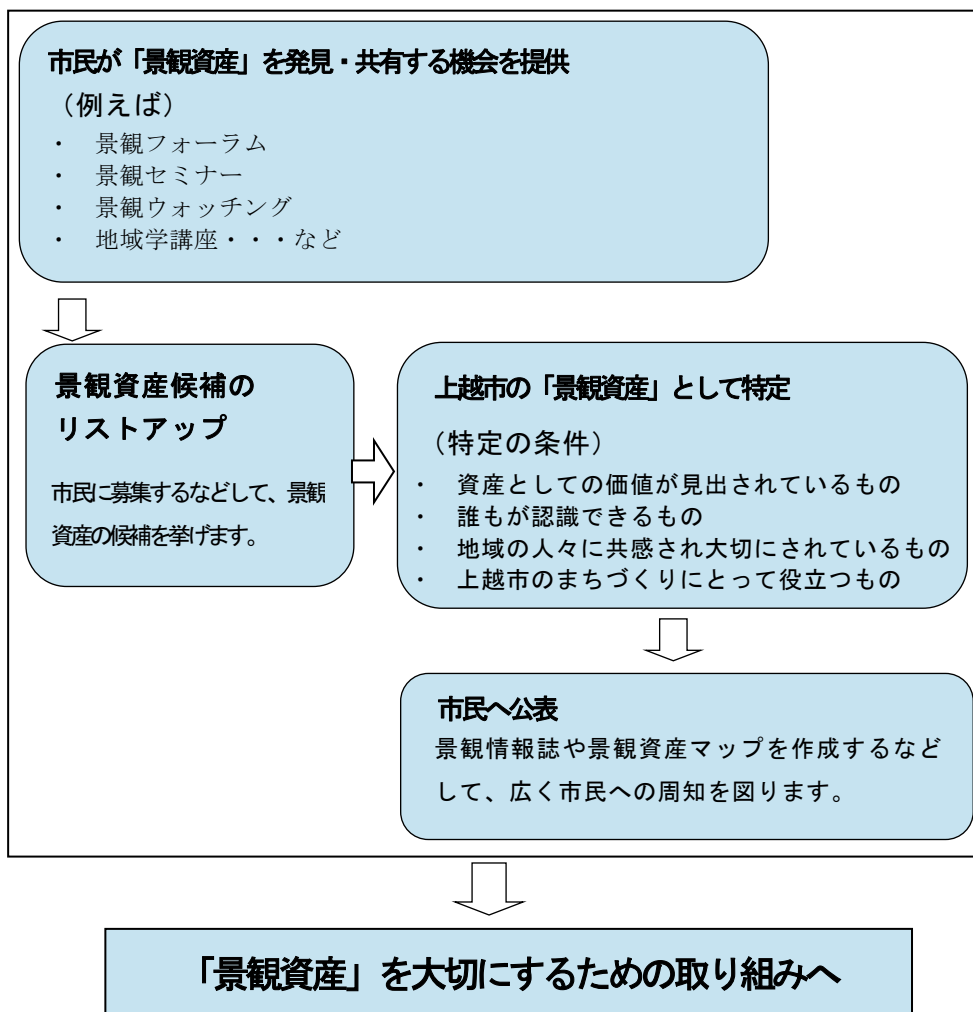 市民が「景観資産」を発見・共有する機会を提供
（例えば）
・　景観フォーラム
・　景観セミナー
・　景観ウォッチング
・　地域学講座・・・など
景観資産候補の
リストアップ
市民に募集するなどして、景観
資産の候補を挙げます。
上越市の「景観資産」として特定
（特定の条件）
・　資産としての価値が見出されているもの
・　誰もが認識できるもの
・　地域の人々に共感され大切にされているもの
・　上越市のまちづくりにとって役立つもの
市民へ公表
景観情報誌や景観資産マップを作成するなど
して、広く市民への周知を図ります。
「景観資産」を大切にするための取り組みへ